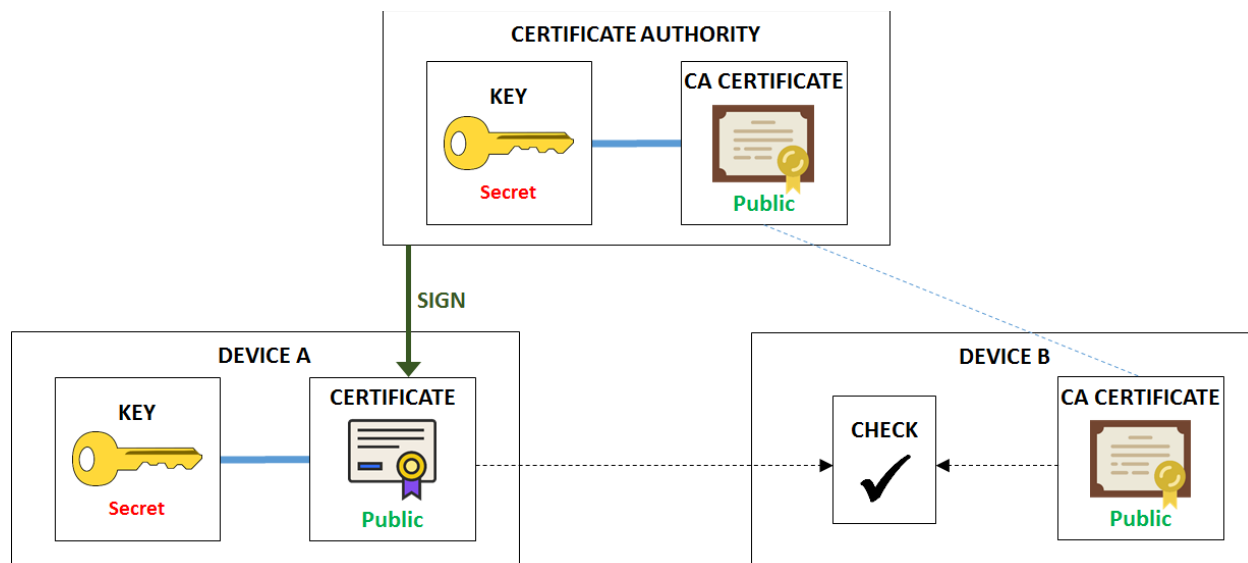 CERTIFICATE AUTHORITY
KEY
Secret
CA CERTIFICATE
Public
SIGN
DEVICE A
KEY
Secret
CERTIFICATE
Public
DEVICE B
CHECK
CA CERTIFICATE
Public